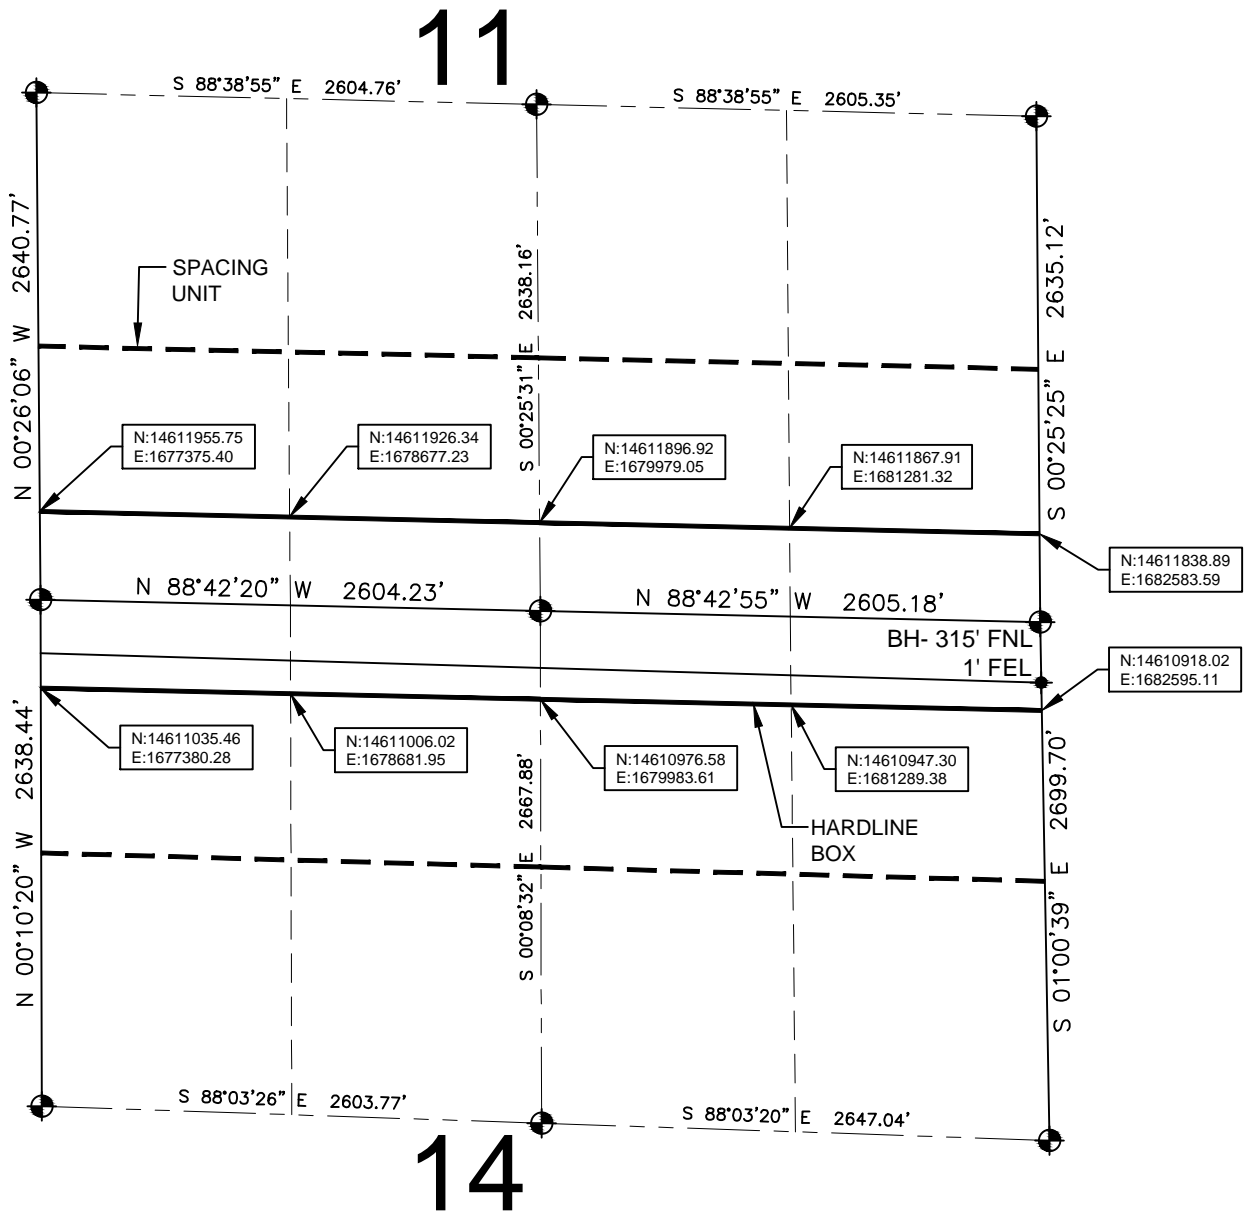 11
S 88°38'55" E 2604.76'
S 88°38'55" E 2605.35'
N 00°26'06" W 2640.77'
S 00°25'31" E 2638.16'
S 00°25'25" E 2635.12'
SPACING
UNIT
N:14611955.75
E:1677375.40
N:14611926.34
E:1678677.23
N:14611896.92
E:1679979.05
N:14611867.91
E:1681281.32
N:14611838.89
E:1682583.59
N 88°42'20" W 2604.23'
N 88°42'55" W 2605.18'
BH- 315' FNL
1' FEL
N:14610918.02
E:1682595.11
N:14611035.46
E:1677380.28
N:14611006.02
E:1678681.95
N:14610976.58
E:1679983.61
N:14610947.30
E:1681289.38
HARDLINE
BOX
N 00°10'20" W 2638.44'
S 00°08'32" E 2667.88'
S 01°00'39" E 2699.70'
S 88°03'26" E 2603.77'
S 88°03'20" E 2647.04'
14